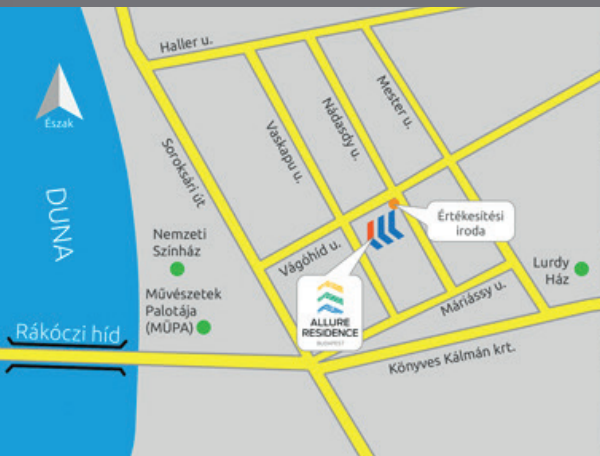 Haller u.
Észak
DUNA
Soroksári út
Vaskapu u.
Nádasdy u.
Mester u.
Értékesítési
iroda
Nemzeti
Színház
Vágóhíd u.
Lurdy
Ház
Művészetek
Palotája
(MÜPA)
ALLURE
RESIDENCE
BUDAPEST
Máriássy u.
Rákóczi híd
Könyves Kálmán krt.